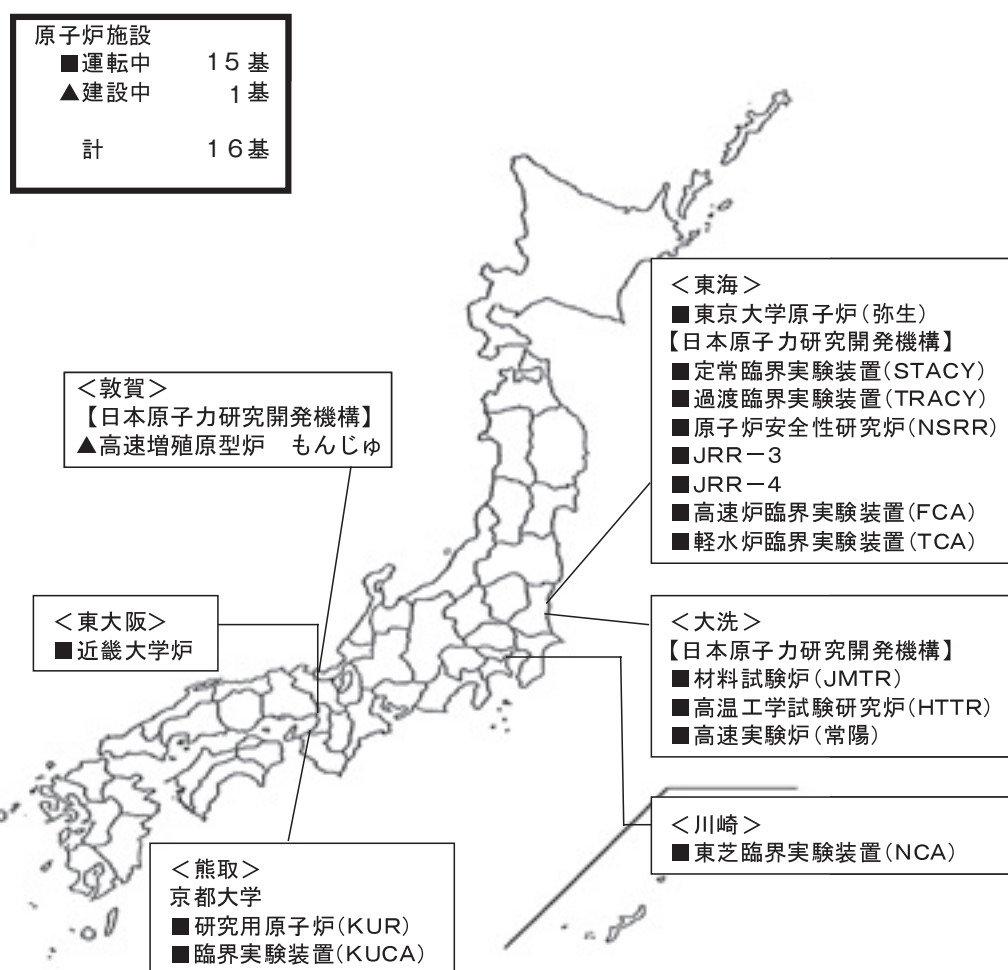 原子炉施設
■運転中 15基
▲建設中 1基
計 16基
＜東海＞
■東京大学原子炉（弥生）
【日本原子力研究開発機構】
■定常臨界実験装置（STACY）
■過渡臨界実験装置（TRACY）
■原子炉安全性研究炉（NSRR）
■JRR－3
■JRR－4
■高速炉臨界実験装置（FCA）
■軽水炉臨界実験装置（TCA）
＜敦賀＞
【日本原子力研究開発機構】
▲高速増殖原型炉 もんじゅ
＜東大阪＞
■近畿大学炉
＜大洗＞
【日本原子力研究開発機構】
■材料試験炉（JMTR）
■高温工学試験研究炉（HTTR）
■高速実験炉（常陽）
＜川崎＞
■東芝臨界実験装置（NCA）
＜熊取＞
京都大学
■研究用原子炉（KUR）
■臨界実験装置（KUCA）